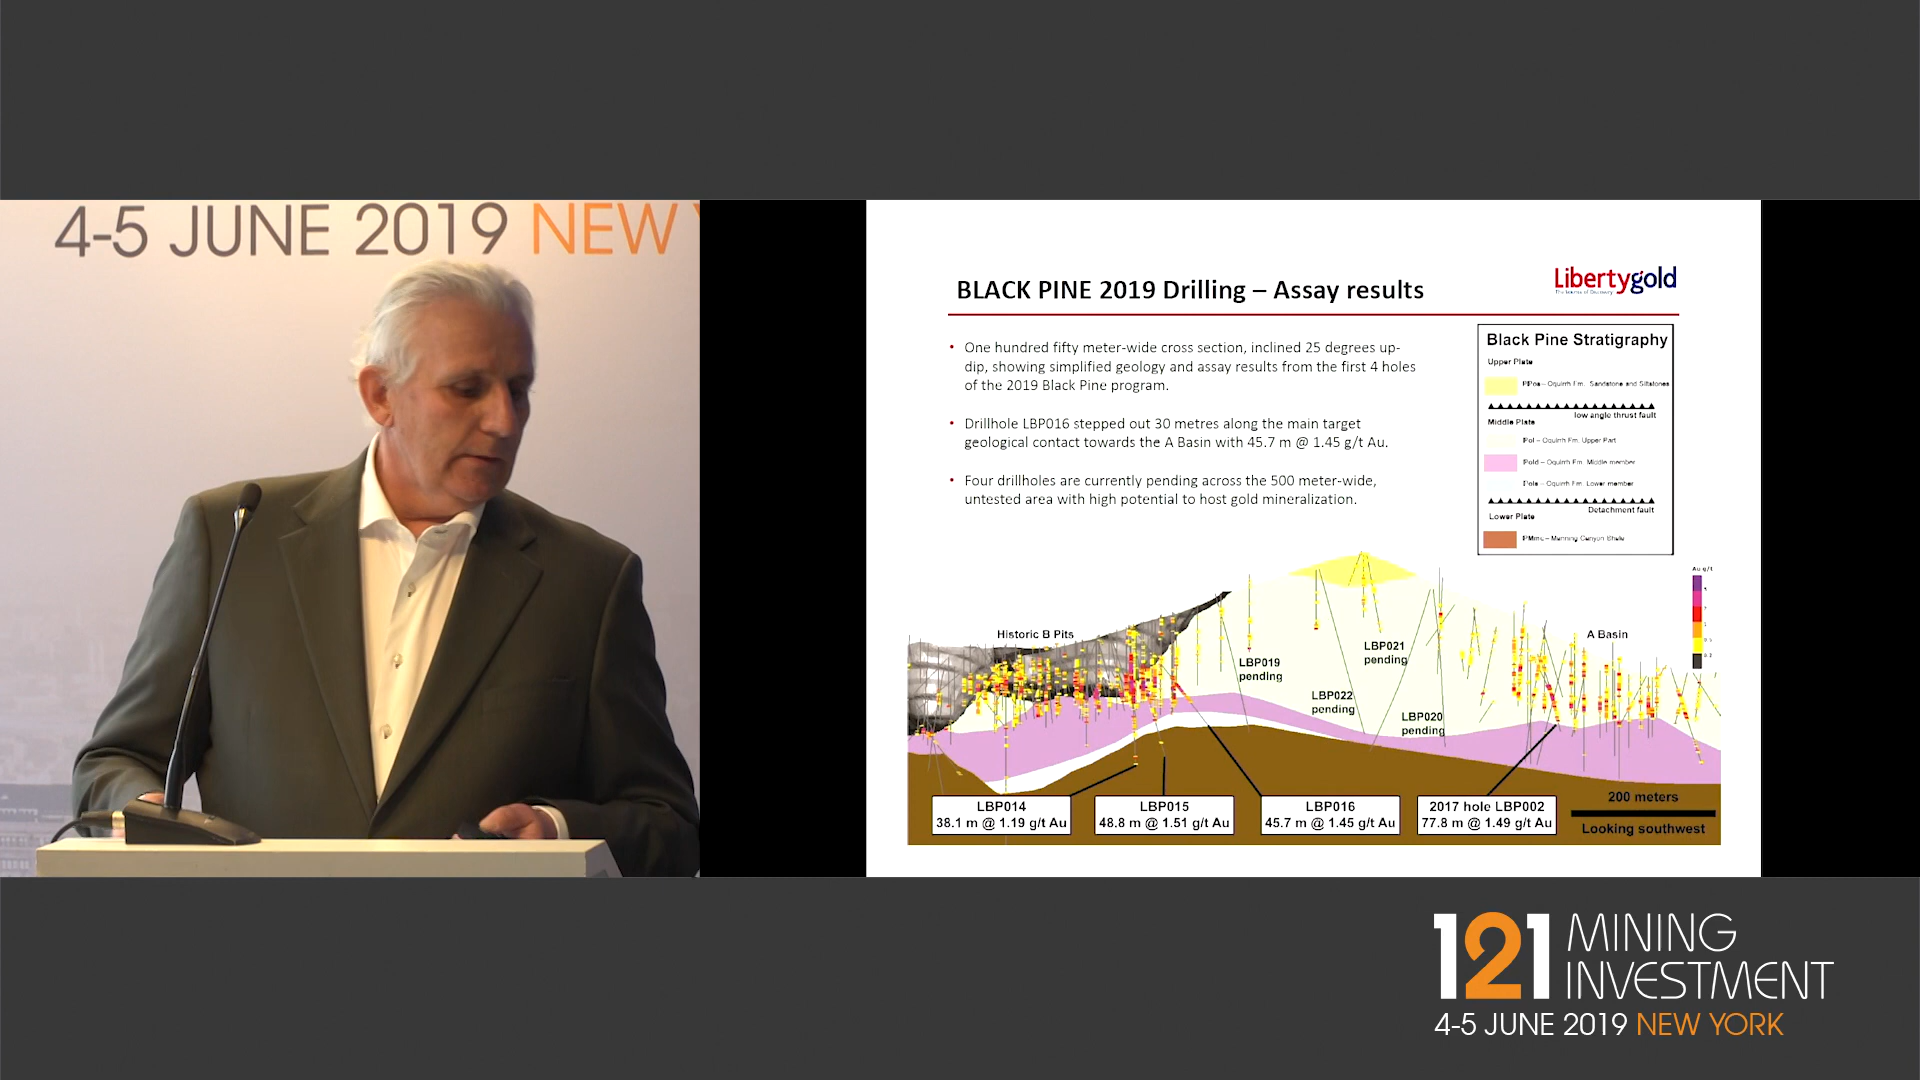 4-5 JUNE 2019 NEW
BLACK PINE 2019 Drilling – Assay results
Libertygold
• One hundred fifty meter-wide cross section, inclined 25 degrees up-
dip, showing simplified geology and assay results from the first 4 holes
of the 2019 Black Pine program.
• Drillhole LBP016 stepped out 30 metres along the main target
geological contact towards the A Basin with 45.7 m @ 1.45 g/t Au.
• Four drillholes are currently pending across the 500 meter-wide,
untested area with high potential to host gold mineralization.
Black Pine Stratigraphy
Upper Plate
PPos – Oquirrh Fm. Sandstone and Siltstones
low angle thrust fault
Middle Plate
Pol – Oquirrh Fm. Upper Part
Pold – Oquirrh Fm. Middle member
Pols – Oquirrh Fm. Lower member
Detachment fault
Lower Plate
PMmc – Manning Canyon Shale
Au g/t
Historic B Pits
A Basin
LBP019
pending
LBP021
pending
LBP022
pending
LBP020
pending
LBP014
38.1 m @ 1.19 g/t Au
LBP015
48.8 m @ 1.51 g/t Au
LBP016
45.7 m @ 1.45 g/t Au
2017 hole LBP002
77.8 m @ 1.49 g/t Au
200 meters
Looking southwest
121 MINING
INVESTMENT
4-5 JUNE 2019 NEW YORK